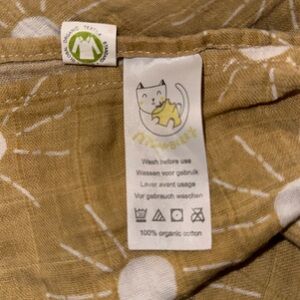 Wash before use
Wassen voor gebruik
Laver avant usage
Vor gebrauch waschen
100% organic cotton